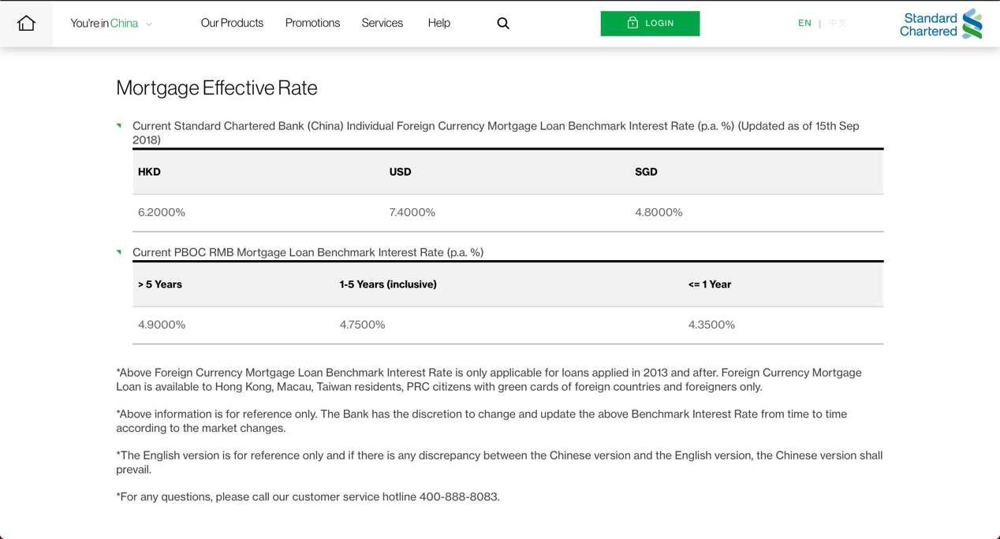 You're in China
Our Products
Promotions
Services
Help
LOGIN
EN | 中文
Standard
Chartered
Mortgage Effective Rate
Current Standard Chartered Bank (China) Individual Foreign Currency Mortgage Loan Benchmark Interest Rate (p.a. %) (Updated as of 15th Sep
2018)
HKD USD SGD
6.2000% 7.4000% 4.8000%
Current PBOC RMB Mortgage Loan Benchmark Interest Rate (p.a. %)
> 5 Years 1-5 Years (inclusive) <= 1 Year
4.9000% 4.7500% 4.3500%
*Above Foreign Currency Mortgage Loan Benchmark Interest Rate is only applicable for loans applied in 2013 and after. Foreign Currency Mortgage
Loan is available to Hong Kong, Macau, Taiwan residents, PRC citizens with green cards of foreign countries and foreigners only.
*Above information is for reference only. The Bank has the discretion to change and update the above Benchmark Interest Rate from time to time
according to the market changes.
*The English version is for reference only and if there is any discrepancy between the Chinese version and the English version, the Chinese version shall
prevail.
*For any questions, please call our customer service hotline 400-888-8083.